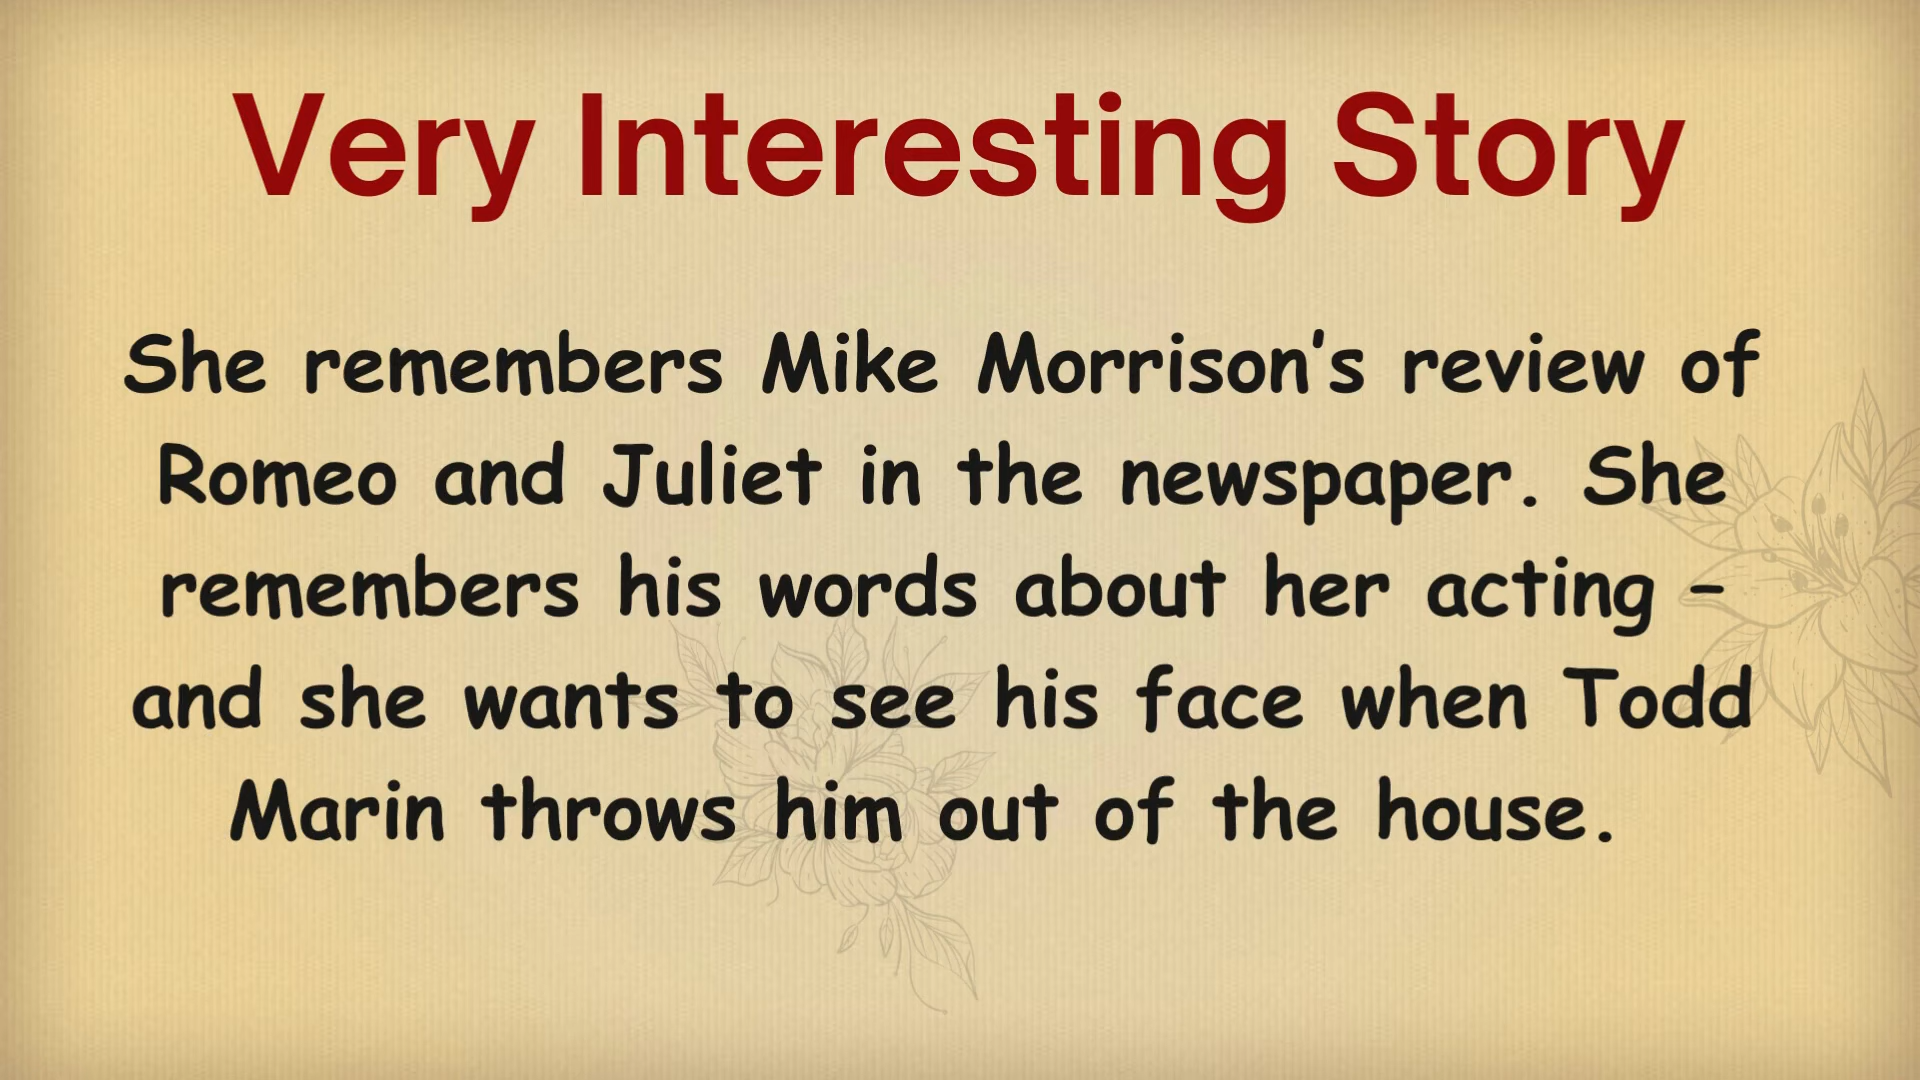 Very Interesting Story
She remembers Mike Morrison’s review of
Romeo and Juliet in the newspaper. She
remembers his words about her acting –
and she wants to see his face when Todd
Marin throws him out of the house.